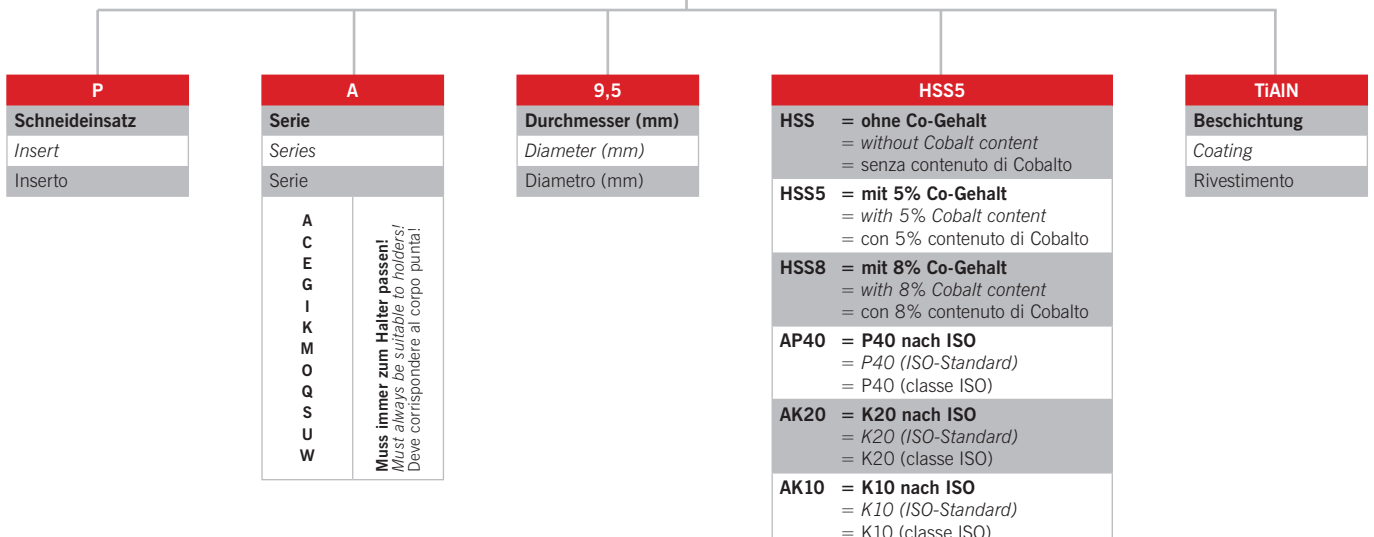 P
Schneideinsatz
Insert
Inserto
A
Serie
Series
Serie
A
C
E
G
I
K
M
O
Q
S
U
W
Muss immer zum Halter passen!
Must always be suitable to holders!
Deve corrispondere al corpo punta!
9,5
Durchmesser (mm)
Diameter (mm)
Diametro (mm)
HSS5
HSS = ohne Co-Gehalt
= without Cobalt content
= senza contenuto di Cobalto
HSS5 = mit 5% Co-Gehalt
= with 5% Cobalt content
= con 5% contenuto di Cobalto
HSS8 = mit 8% Co-Gehalt
= with 8% Cobalt content
= con 8% contenuto di Cobalto
AP40 = P40 nach ISO
= P40 (ISO-Standard)
= P40 (classe ISO)
AK20 = K20 nach ISO
= K20 (ISO-Standard)
= K20 (classe ISO)
AK10 = K10 nach ISO
= K10 (ISO-Standard)
= K10 (classe ISO)
TiAlN
Beschichtung
Coating
Rivestimento